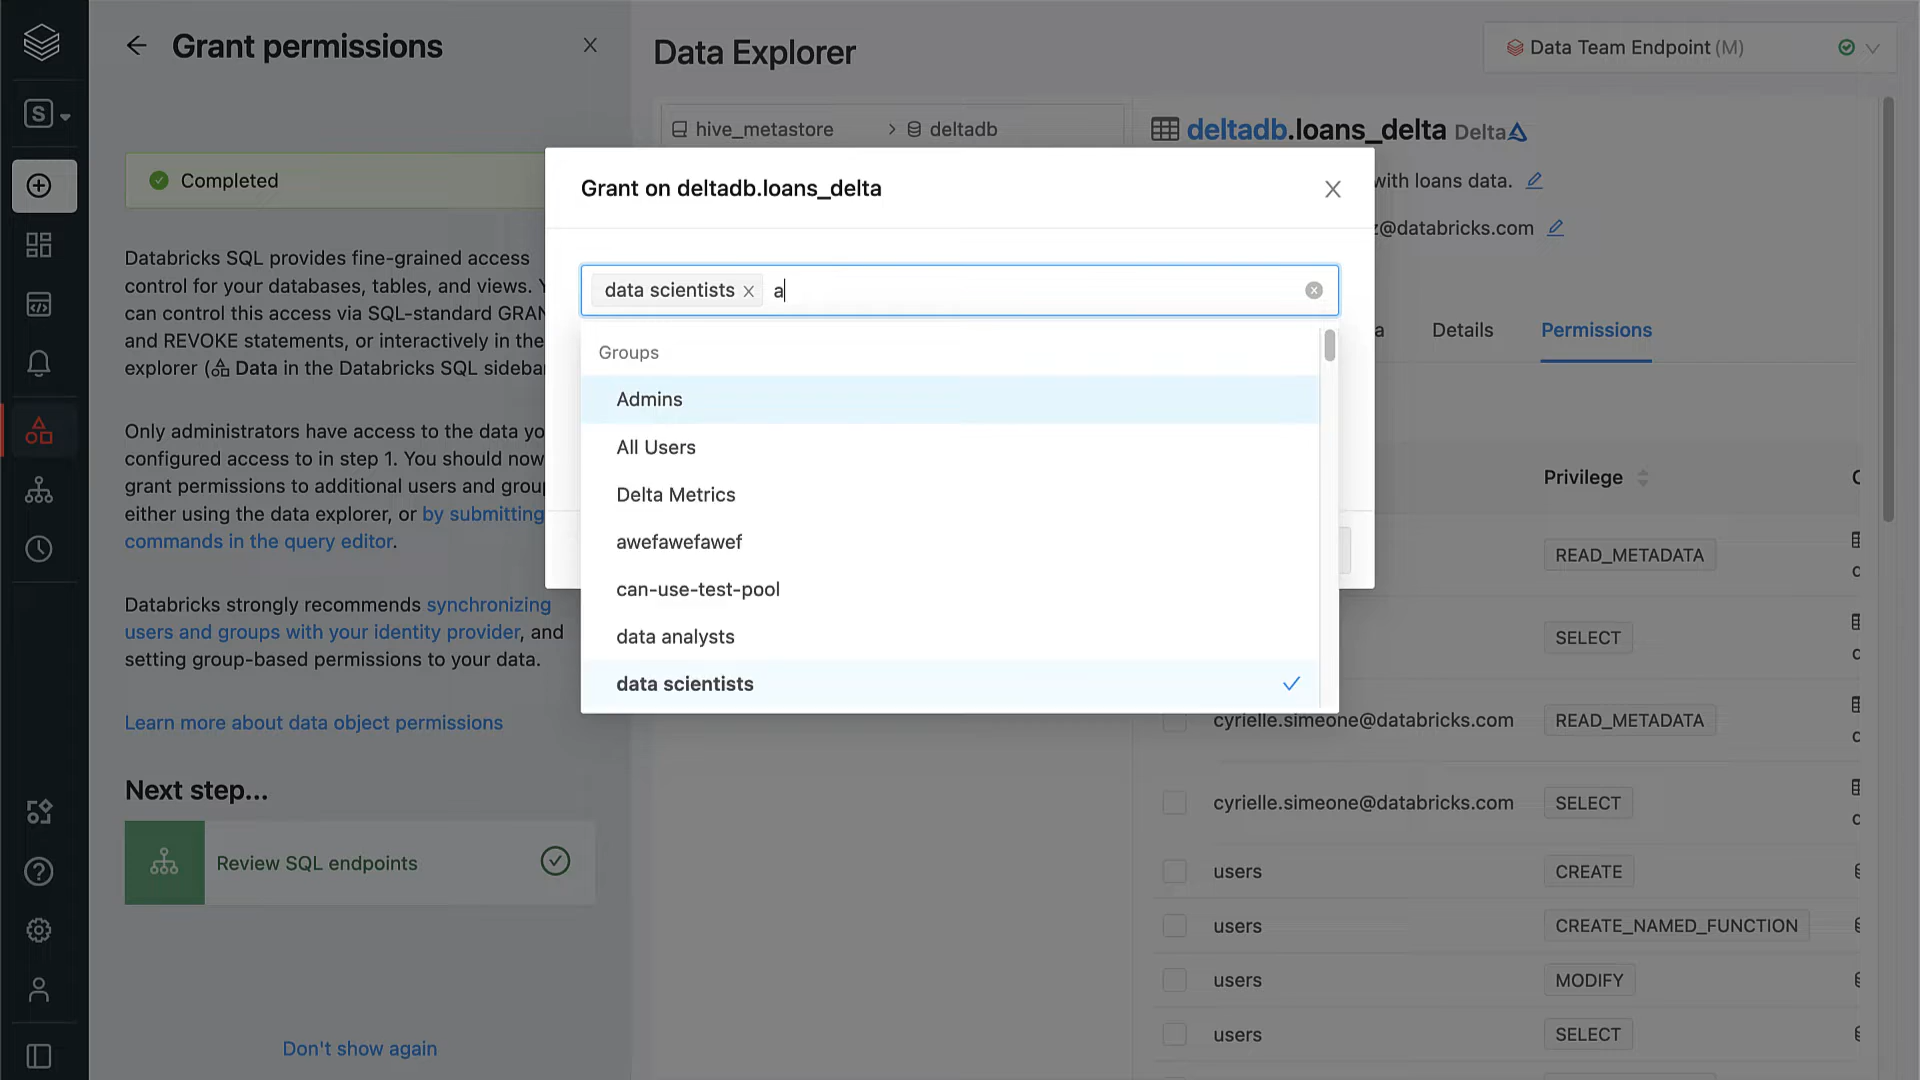 Grant permissions
Completed
Databricks SQL provides fine-grained access
control for your databases, tables, and views.
can control this access via SQL-standard
and REVOKE statements, or interactively in the
explorer ( Data in the Databricks SQL
Only administrators have access to the data
configured access to in step 1. You should now
grant permissions to additional users and
either using the data explorer, or by submitting
commands in the query editor.
Databricks strongly recommends synchronizing
users and groups with your identity provider, and
setting group-based permissions to your data.
Learn more about data object permissions
Next step...
Review SQL endpoints
Don't show again
S
Data Explorer
Data Team Endpoint (M)
hive_metastore
deltadb
deltadb.loans_delta Delta
with loans data.
z@databricks.com
a
Details
Permissions
Grant on deltadb.loans_delta
data scientists
a
Groups
Admins
All Users
Delta Metrics
awefawefawef
can-use-test-pool
data analysts
data scientists
Privilege
READ_METADATA
SELECT
cyrielle.simeone@databricks.com READ_METADATA
cyrielle.simeone@databricks.com SELECT
users CREATE
users CREATE_NAMED_FUNCTION
users MODIFY
users SELECT